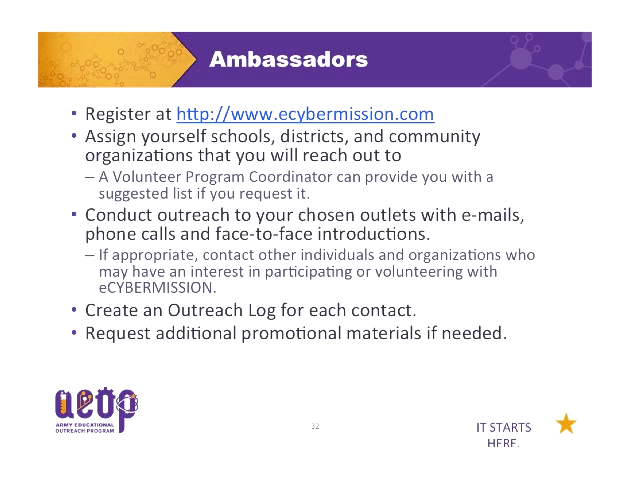 Ambassadors
▪ Register at http://www.ecybermission.com
• Assign yourself schools, districts, and community
organizations that you will reach out to
– A Volunteer Program Coordinator can provide you with a
suggested list if you request it.
▪ Conduct outreach to your chosen outlets with e-mails,
phone calls and face-to-face introductions.
– If appropriate, contact other individuals and organizations who
may have an interest in participating or volunteering with
eCYBERMISSION.
• Create an Outreach Log for each contact.
• Request additional promotional materials if needed.
aeop
ARMY EDUCATIONAL
OUTREACH PROGRAM
32
IT STARTS
HERE.